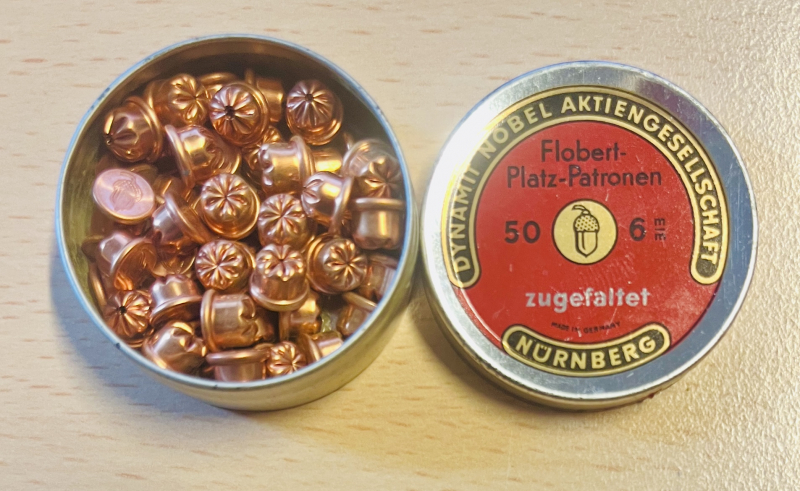 DYNAMIT NOBEL AKTIENGESELLSCHAFT
Flobert-
Platz-Patronen
50 6 mm
zugefaltet
MADE IN GERMANY
NÜRNBERG